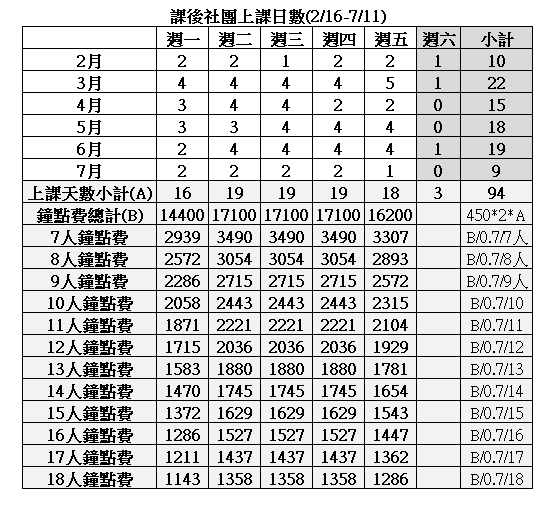 課後社團上課日數(2/16-7/11)
週一 週二 週三 週四 週五 週六 小計
2月 2 2 1 2 2 1 10
3月 4 4 4 4 5 1 22
4月 3 4 4 2 2 0 15
5月 3 3 4 4 4 0 18
6月 2 4 4 4 4 1 19
7月 2 2 2 2 1 0 9
上課天數小計(A) 16 19 19 19 18 3 94
鐘點費總計(B) 14400 17100 17100 17100 16200 450*2*A
7人鐘點費 2939 3490 3490 3490 3307 B/0.7/7人
8人鐘點費 2572 3054 3054 3054 2893 B/0.7/8人
9人鐘點費 2286 2715 2715 2715 2572 B/0.7/9人
10人鐘點費 2058 2443 2443 2443 2315 B/0.7/10
11人鐘點費 1871 2221 2221 2221 2104 B/0.7/11
12人鐘點費 1715 2036 2036 2036 1929 B/0.7/12
13人鐘點費 1583 1880 1880 1880 1781 B/0.7/13
14人鐘點費 1470 1745 1745 1745 1654 B/0.7/14
15人鐘點費 1372 1629 1629 1629 1543 B/0.7/15
16人鐘點費 1286 1527 1527 1527 1447 B/0.7/16
17人鐘點費 1211 1437 1437 1437 1362 B/0.7/17
18人鐘點費 1143 1358 1358 1358 1286 B/0.7/18